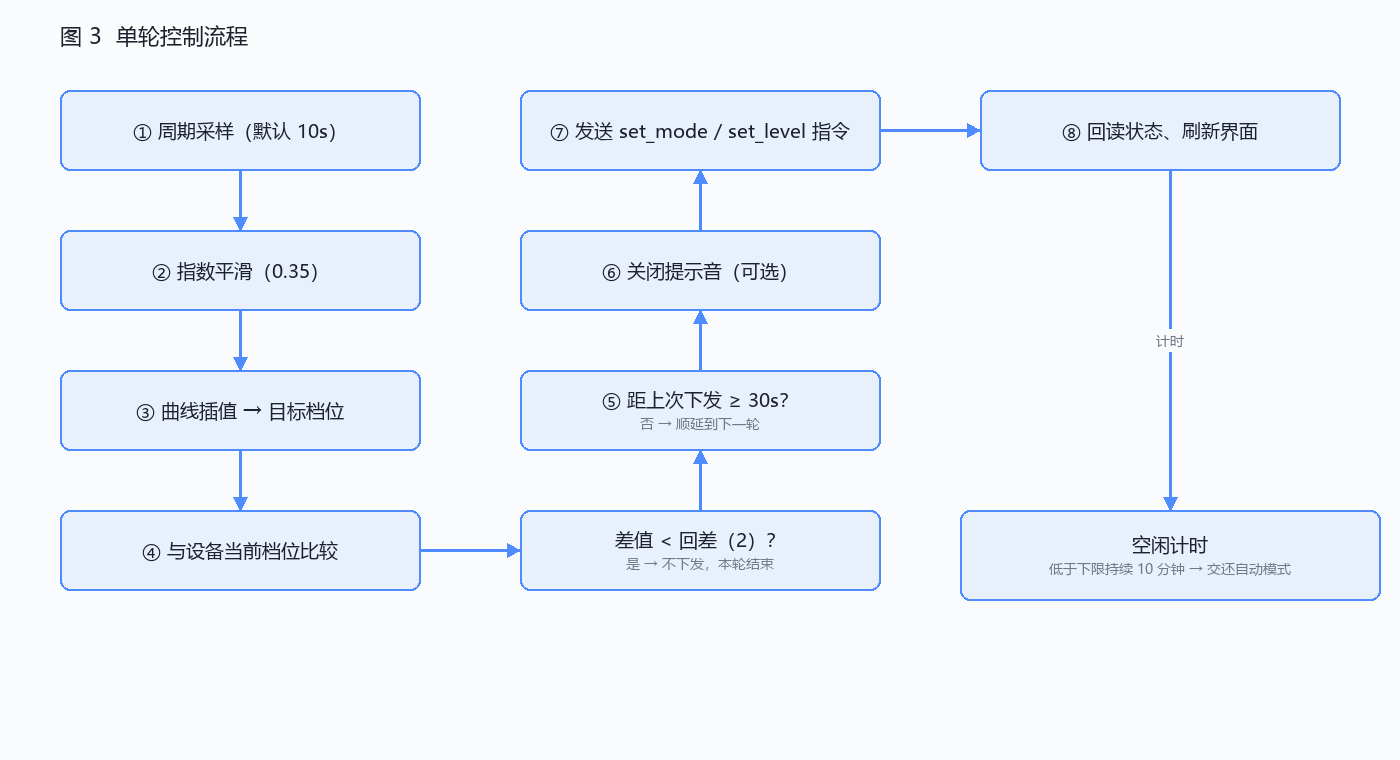 图 3 单轮控制流程
① 周期采样（默认 10s）
② 指数平滑（0.35）
③ 曲线插值 → 目标档位
④ 与设备当前档位比较
差值 < 回差（2）?
是 → 不下发，本轮结束
⑤ 距上次下发 ≥ 30s?
否 → 顺延到下一轮
⑥ 关闭提示音（可选）
⑦ 发送 set_mode / set_level 指令
⑧ 回读状态、刷新界面
计时
空闲计时
低于下限持续 10 分钟 → 交还自动模式